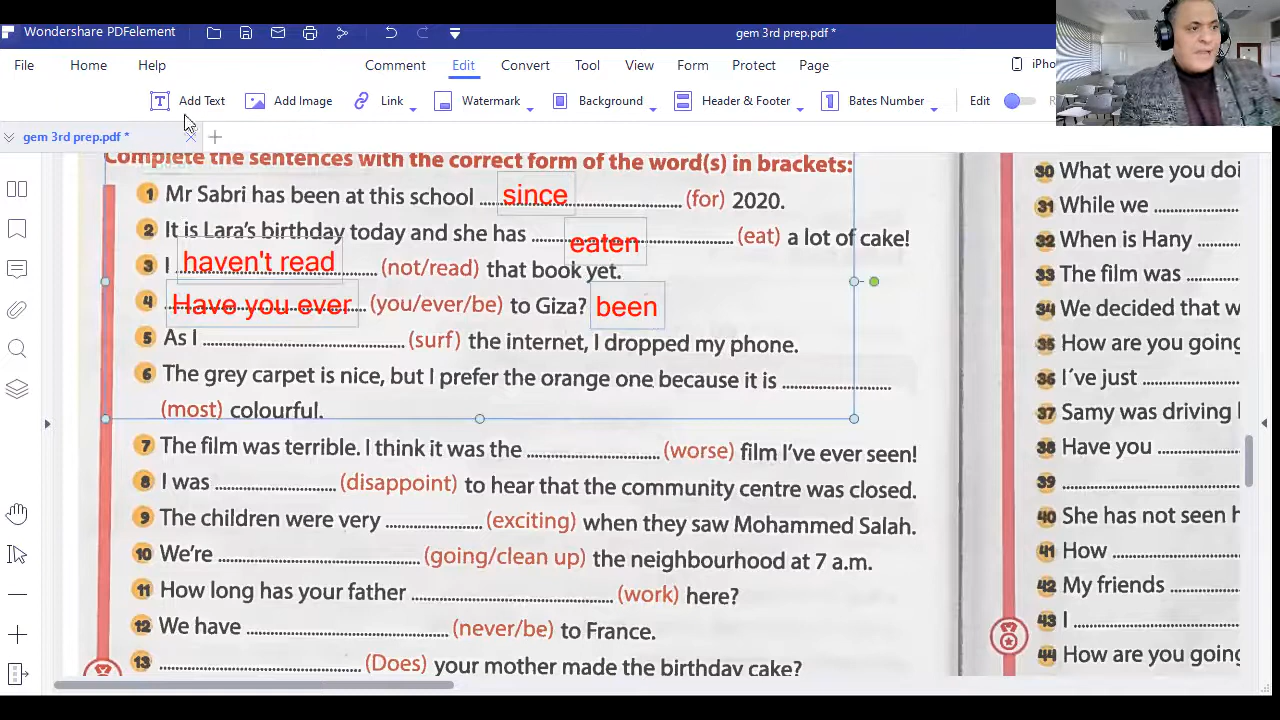 Wondershare PDFelement
gem 3rd prep.pdf *
File Home Help Comment Edit View Convert Tool View Form Protect Page iPho
Add Text Add Image Link Watermark Background Header & Footer Bates Number Edit
gem 3rd prep.pdf *
Complete the sentences with the correct form of the word(s) in brackets:
1 Mr Sabri has been at this school since (for) 2020.
2 It is Lara's birthday today and she has eaten (eat) a lot of cake!
3 I haven't read (not/read) that book yet.
4 Have you ever (you/ever/be) to Giza? been
5 As I (surf) the internet, I dropped my phone.
6 The grey carpet is nice, but I prefer the orange one because it is
(most) colourful.
7 The film was terrible. I think it was the (worse) film I've ever seen!
8 I was (disappoint) to hear that the community centre was closed.
9 The children were very (exciting) when they saw Mohammed Salah.
10 We're (going/clean up) the neighbourhood at 7 a.m.
11 How long has your father (work) here?
12 We have (never/be) to France.
13 (Does) your mother made the birthday cake?
30 What were you doi
31 While we
32 When is Hany
33 The film was
34 We decided that w
35 How are you going
36 I've just
37 Samy was driving
38 Have you
39
40 She has not seen
41 How
42 My friends
43 I
44 How are you going